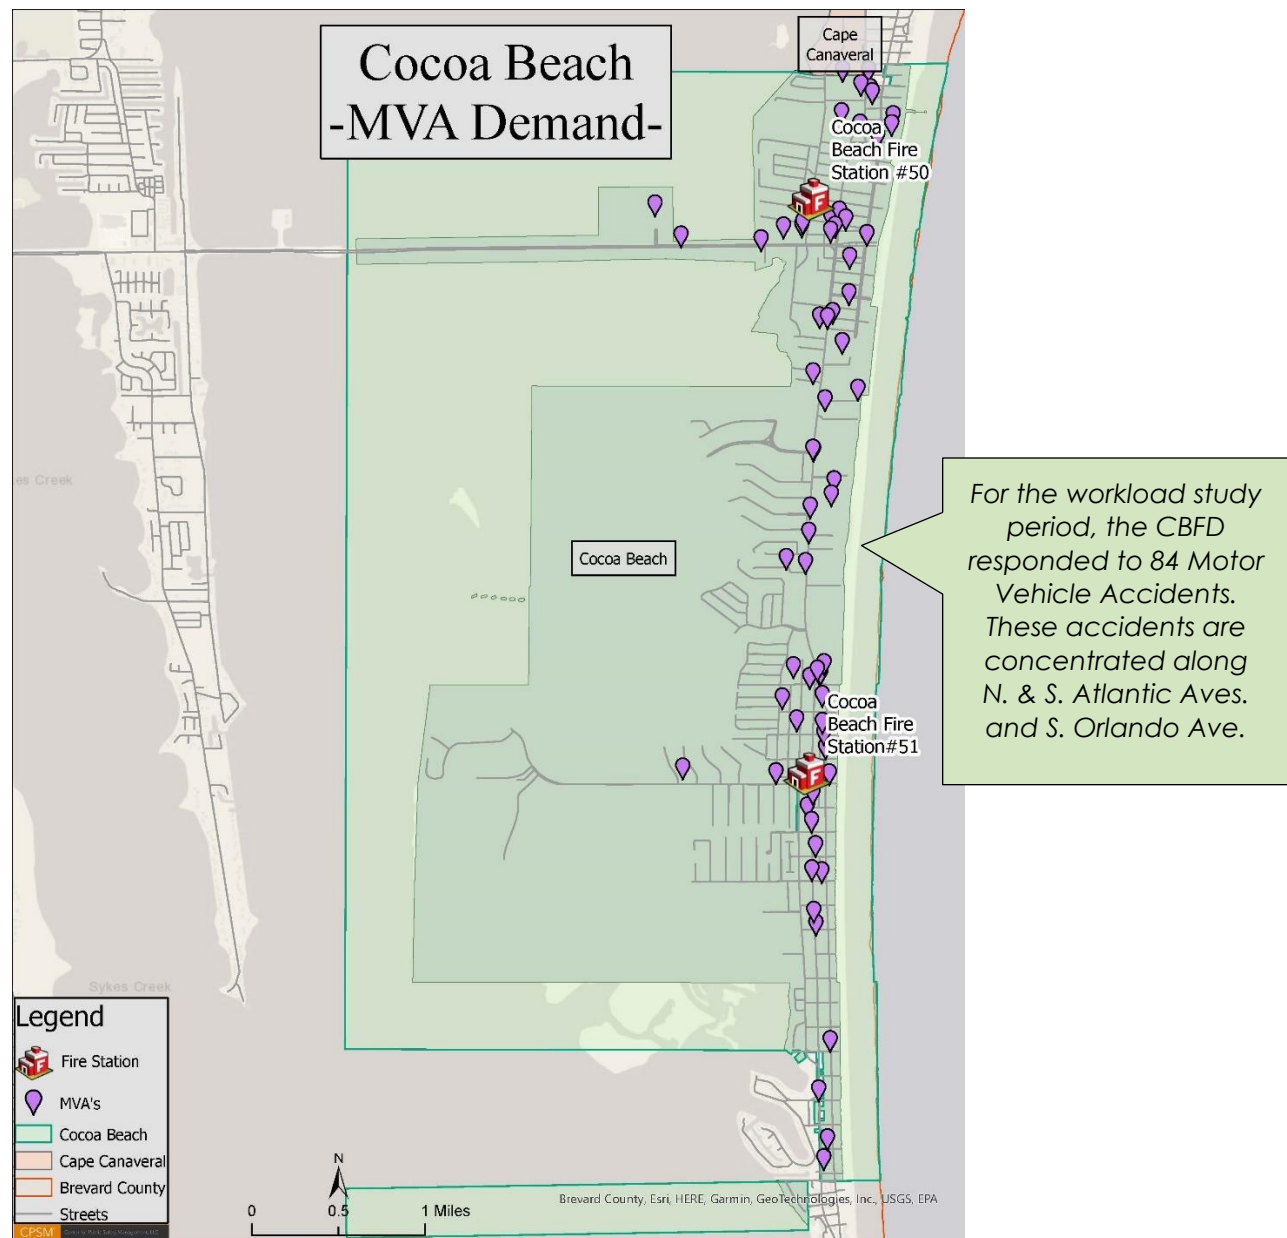 Cocoa Beach
-MVA Demand-
Cape
Canaveral
Cocoa
Beach Fire
Station #50
es Creek
Cocoa Beach
For the workload study
period, the CBFD
responded to 84 Motor
Vehicle Accidents.
These accidents are
concentrated along
N. & S. Atlantic Aves.
and S. Orlando Ave.
Cocoa
Beach Fire
Station#51
Sykes Creek
Legend
F
Fire Station
MVA's
Cocoa Beach
Cape Canaveral
Brevard County
Streets
CPSM
N
0
0.5
1 Miles
Brevard County, Esri, HERE, Garmin, GeoTechnologies, Inc., USGS, EPA